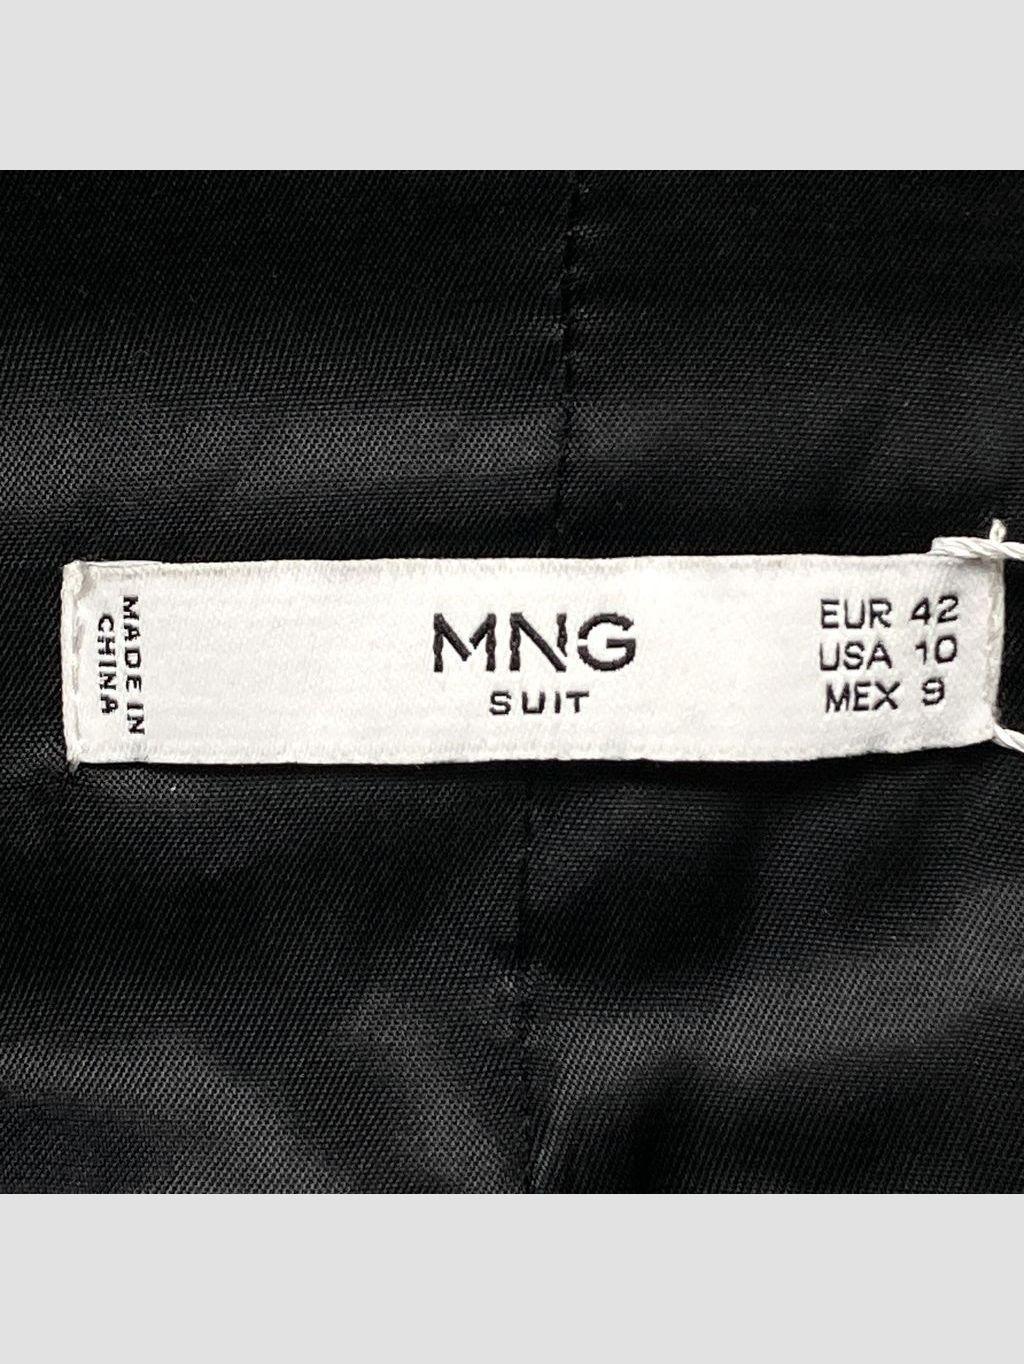 MADE IN
CHINA
MNG
SUIT
EUR 42
USA 10
MEX 9